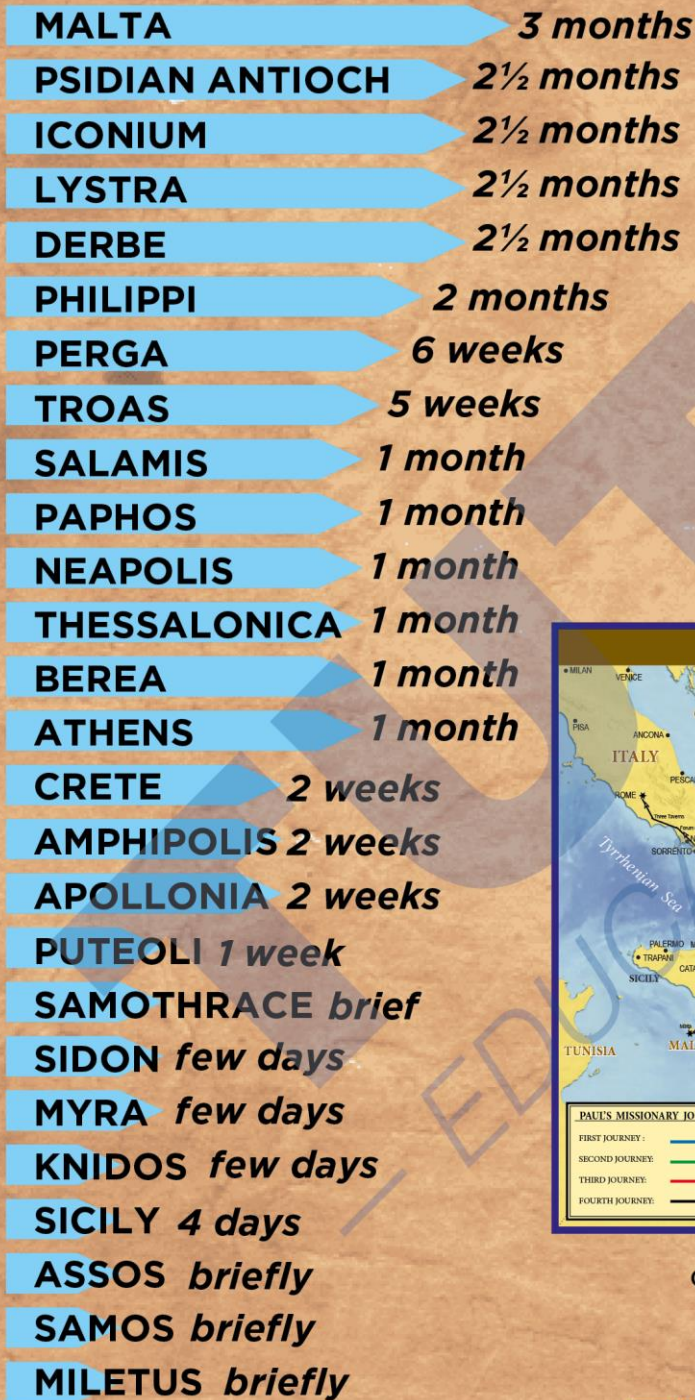 MALTA 3 months
PSIDIAN ANTIOCH 2½ months
ICONIUM 2½ months
LYSTRA 2½ months
DERBE 2½ months
PHILIPPI 2 months
PERGA 6 weeks
TROAS 5 weeks
SALAMIS 1 month
PAPHOS 1 month
NEAPOLIS 1 month
THESSALONICA 1 month
BEREA 1 month
ATHENS 1 month
CRETE 2 weeks
AMPHIPOLIS 2 weeks
APOLLONIA 2 weeks
PUTEOLI 1 week
SAMOTHRACE brief
SIDON few days
MYRA few days
KNIDOS few days
SICILY 4 days
ASSOS briefly
SAMOS briefly
MILETUS briefly
MILAN
VENICE
PISA
ANCONA
ITALY
PESCA
ROME
Three Taverns
SORRENTO
Tyrrhenian Sea
PALERMO M
TRAPANI
CATA
SICILY
TUNISIA
MAL
PAUL'S MISSIONARY JO
FIRST JOURNEY :
SECOND JOURNEY:
THIRD JOURNEY:
FOURTH JOURNEY: